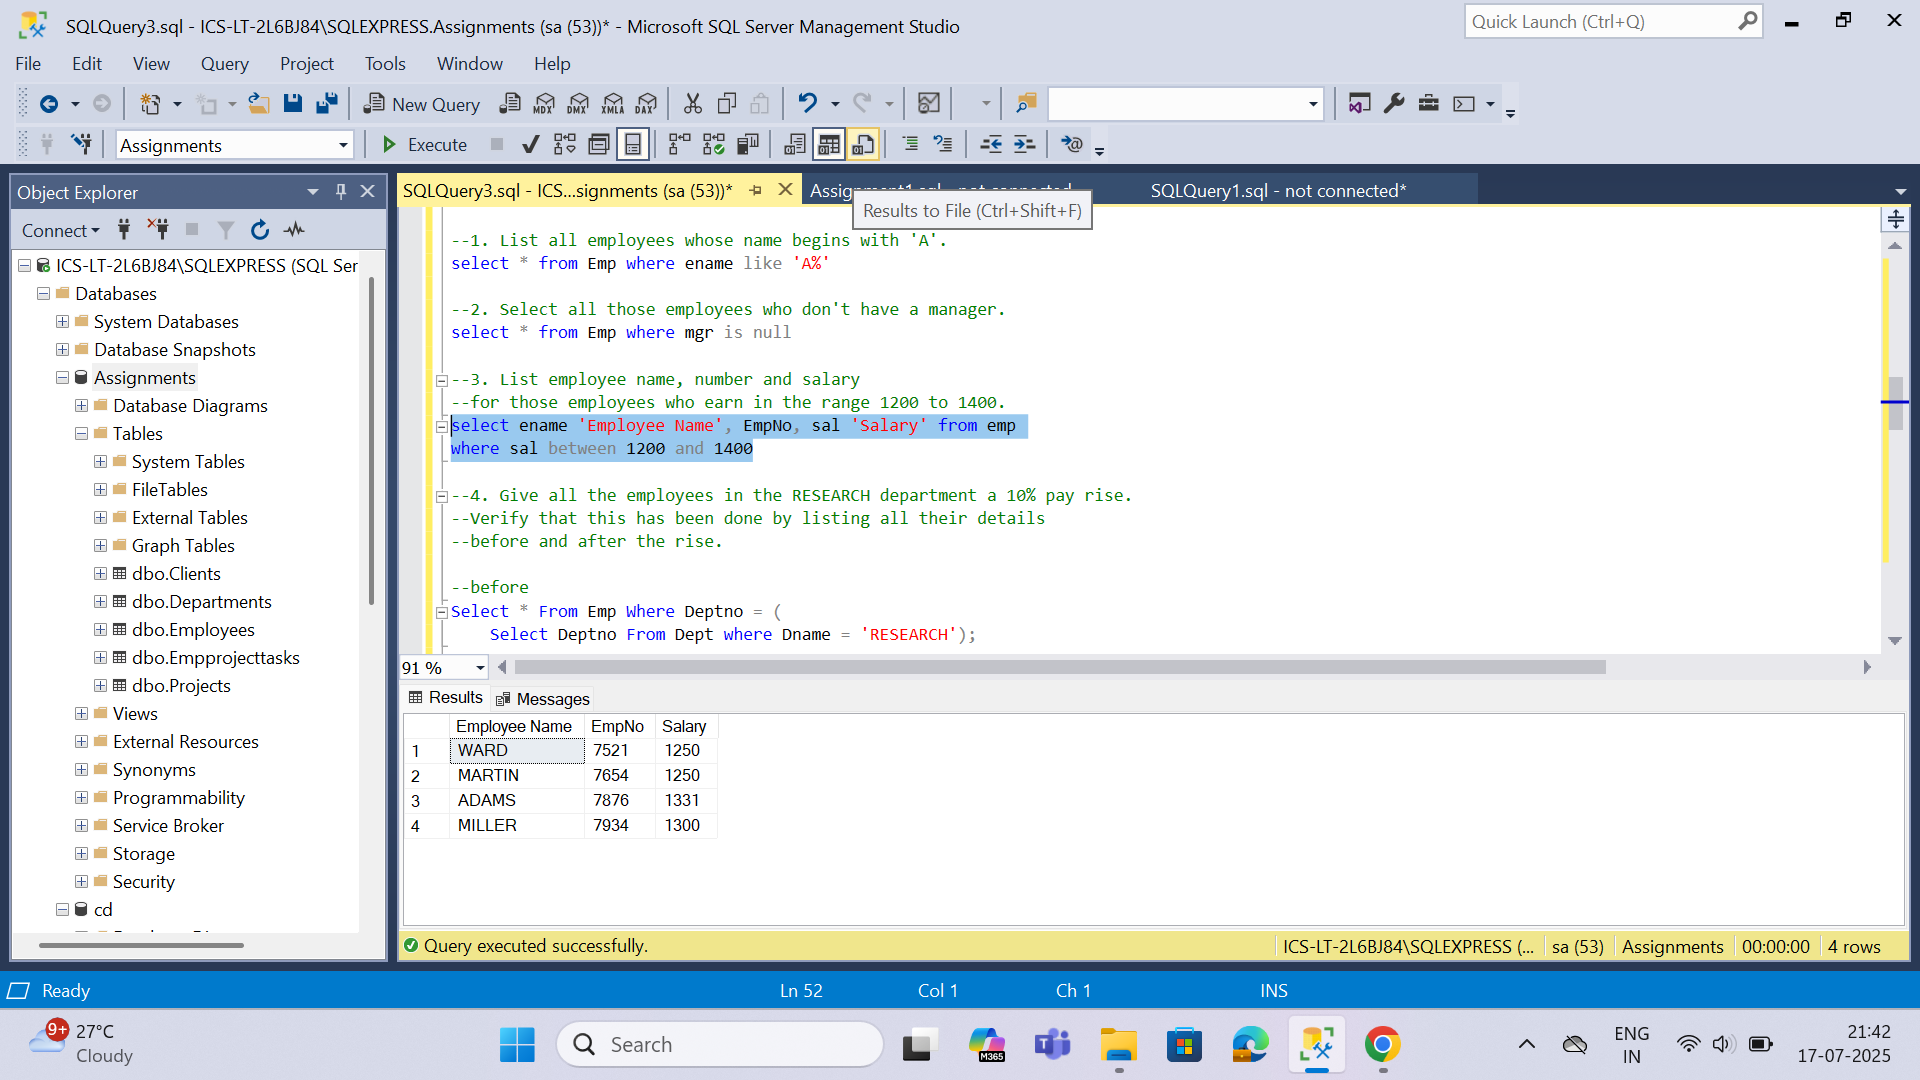 SQLQuery3.sql - ICS-LT-2L6BJ84\SQLEXPRESS.Assignments (sa (53))* - Microsoft SQL Server Management Studio
Quick Launch (Ctrl+Q)
File Edit View Query Project Tools Window Help
New Query MDX DMX XMLA DAX
Assignments Execute
Object Explorer
SQLQuery3.sql - ICS...signments (sa (53))*
SQLQuery1.sql - not connected*
Results to File (Ctrl+Shift+F)
Connect
ICS-LT-2L6BJ84\SQLEXPRESS (SQL Ser
Databases
System Databases
Database Snapshots
Assignments
Database Diagrams
Tables
System Tables
FileTables
External Tables
Graph Tables
dbo.Clients
dbo.Departments
dbo.Employees
dbo.Empprojecttasks
dbo.Projects
Views
External Resources
Synonyms
Programmability
Service Broker
Storage
Security
cd
--1. List all employees whose name begins with 'A'.
select * from Emp where ename like 'A%'
--2. Select all those employees who don't have a manager.
select * from Emp where mgr is null
--3. List employee name, number and salary
--for those employees who earn in the range 1200 to 1400.
select ename 'Employee Name', EmpNo, sal 'Salary' from emp
where sal between 1200 and 1400
--4. Give all the employees in the RESEARCH department a 10% pay rise.
--Verify that this has been done by listing all their details
--before and after the rise.
--before
Select * From Emp Where Deptno = (
Select Deptno From Dept where Dname = 'RESEARCH');
91 %
Results Messages
Employee Name EmpNo Salary
1 WARD 7521 1250
2 MARTIN 7654 1250
3 ADAMS 7876 1331
4 MILLER 7934 1300
Query executed successfully.
ICS-LT-2L6BJ84\SQLEXPRESS (... sa (53) Assignments 00:00:00 4 rows
Ready Ln 52 Col 1 Ch 1 INS
9+
27°C
Cloudy
Search
M365
ENG
IN
21:42
17-07-2025